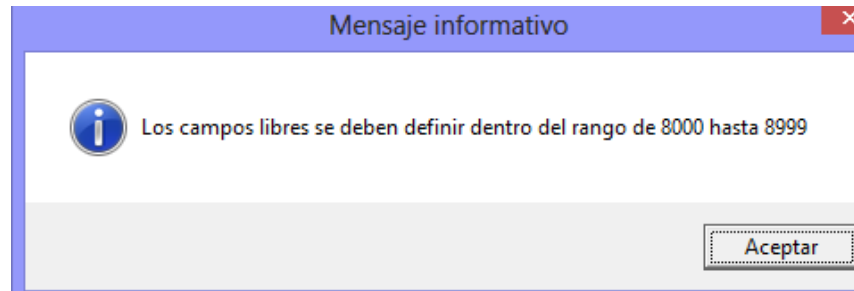 Mensaje informativo
Los campos libres se deben definir dentro del rango de 8000 hasta 8999
Aceptar